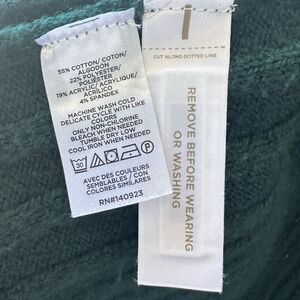 55% COTTON/ COTON/
ALGODÓN
22% POLYESTER/
POLIESTER
19% ACRYLIC/ ACRYLIQUE/
ACRÍLICO
4% SPANDEX
MACHINE WASH COLD
DELICATE CYCLE WITH LIKE
COLORS
ONLY NON-CHLORINE
BLEACH WHEN NEEDED
TUMBLE DRY LOW
COOL IRON WHEN NEEDED
30 P
AVEC DES COULEURS
SEMBLABLES / CON
COLORES SIMILARES
RN#140923
CUT ALONG DOTTED LINE
REMOVE BEFORE WEARING
OR WASHING